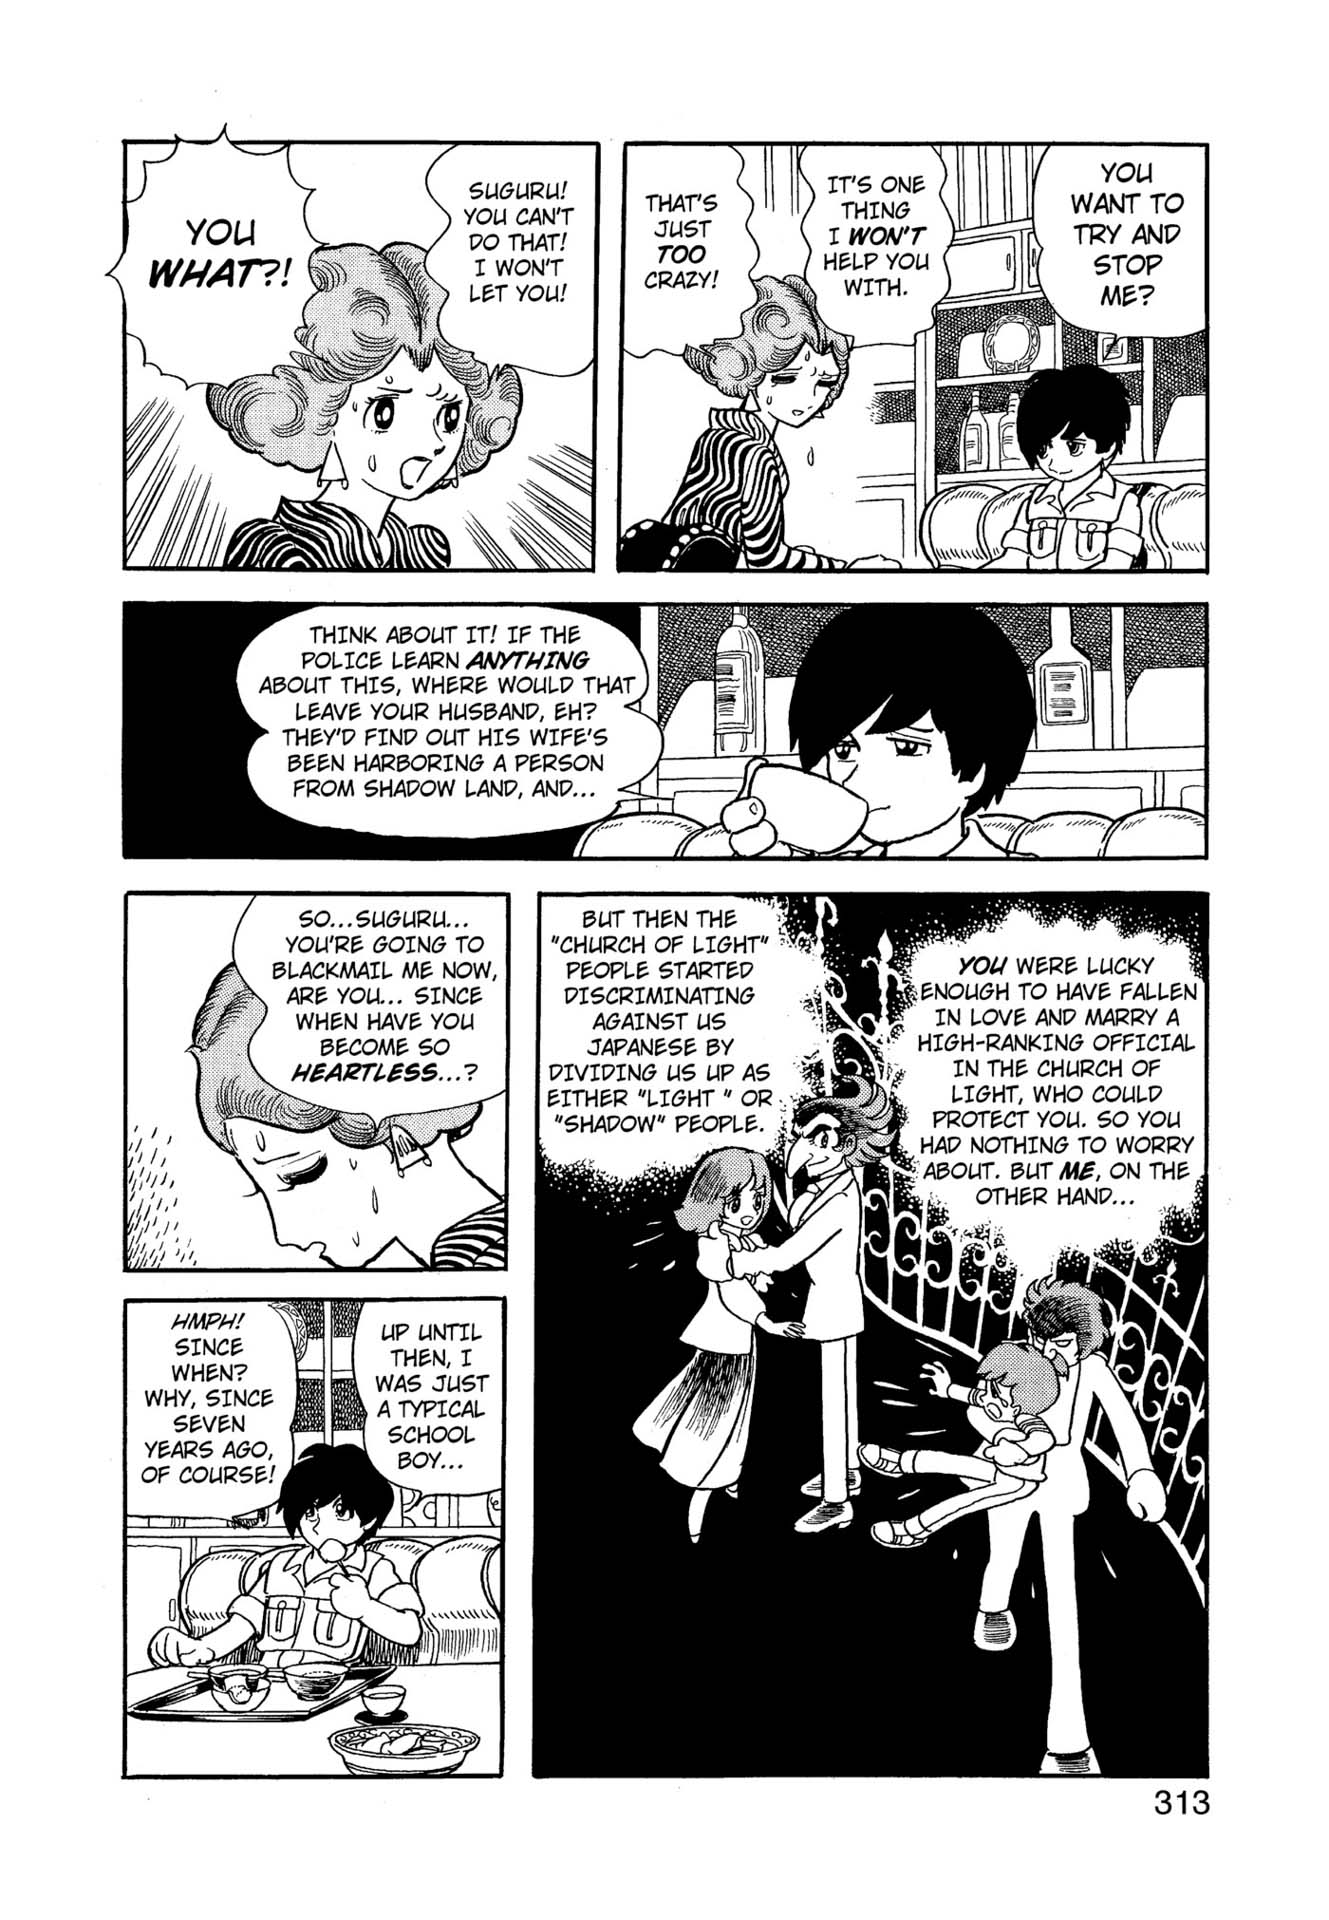 YOU
WHAT?!
SUGURU!
YOU CAN'T
DO THAT!
I WON'T
LET YOU!
THAT'S
JUST
TOO
CRAZY!
IT'S ONE
THING
I WON'T
HELP YOU
WITH.
YOU
WANT TO
TRY AND
STOP
ME?
THINK ABOUT IT! IF THE
POLICE LEARN ANYTHING
ABOUT THIS, WHERE WOULD THAT
LEAVE YOUR HUSBAND, EH?
THEY'D FIND OUT HIS WIFE'S
BEEN HARBORING A PERSON
FROM SHADOW LAND, AND...
SO...SUGURU...
YOU'RE GOING TO
BLACKMAIL ME NOW,
ARE YOU... SINCE
WHEN HAVE YOU
BECOME SO
HEARTLESS...?
HMPH!
SINCE
WHEN?
WHY, SINCE
SEVEN
YEARS AGO,
OF COURSE!
UP UNTIL
THEN, I
WAS JUST
A TYPICAL
SCHOOL
BOY...
BUT THEN THE
"CHURCH OF LIGHT"
PEOPLE STARTED
DISCRIMINATING
AGAINST US
JAPANESE BY
DIVIDING US UP AS
EITHER "LIGHT " OR
"SHADOW" PEOPLE.
YOU WERE LUCKY
ENOUGH TO HAVE FALLEN
IN LOVE AND MARRY A
HIGH-RANKING OFFICIAL
IN THE CHURCH OF
LIGHT, WHO COULD
PROTECT YOU. SO YOU
HAD NOTHING TO WORRY
ABOUT. BUT ME, ON THE
OTHER HAND...
313